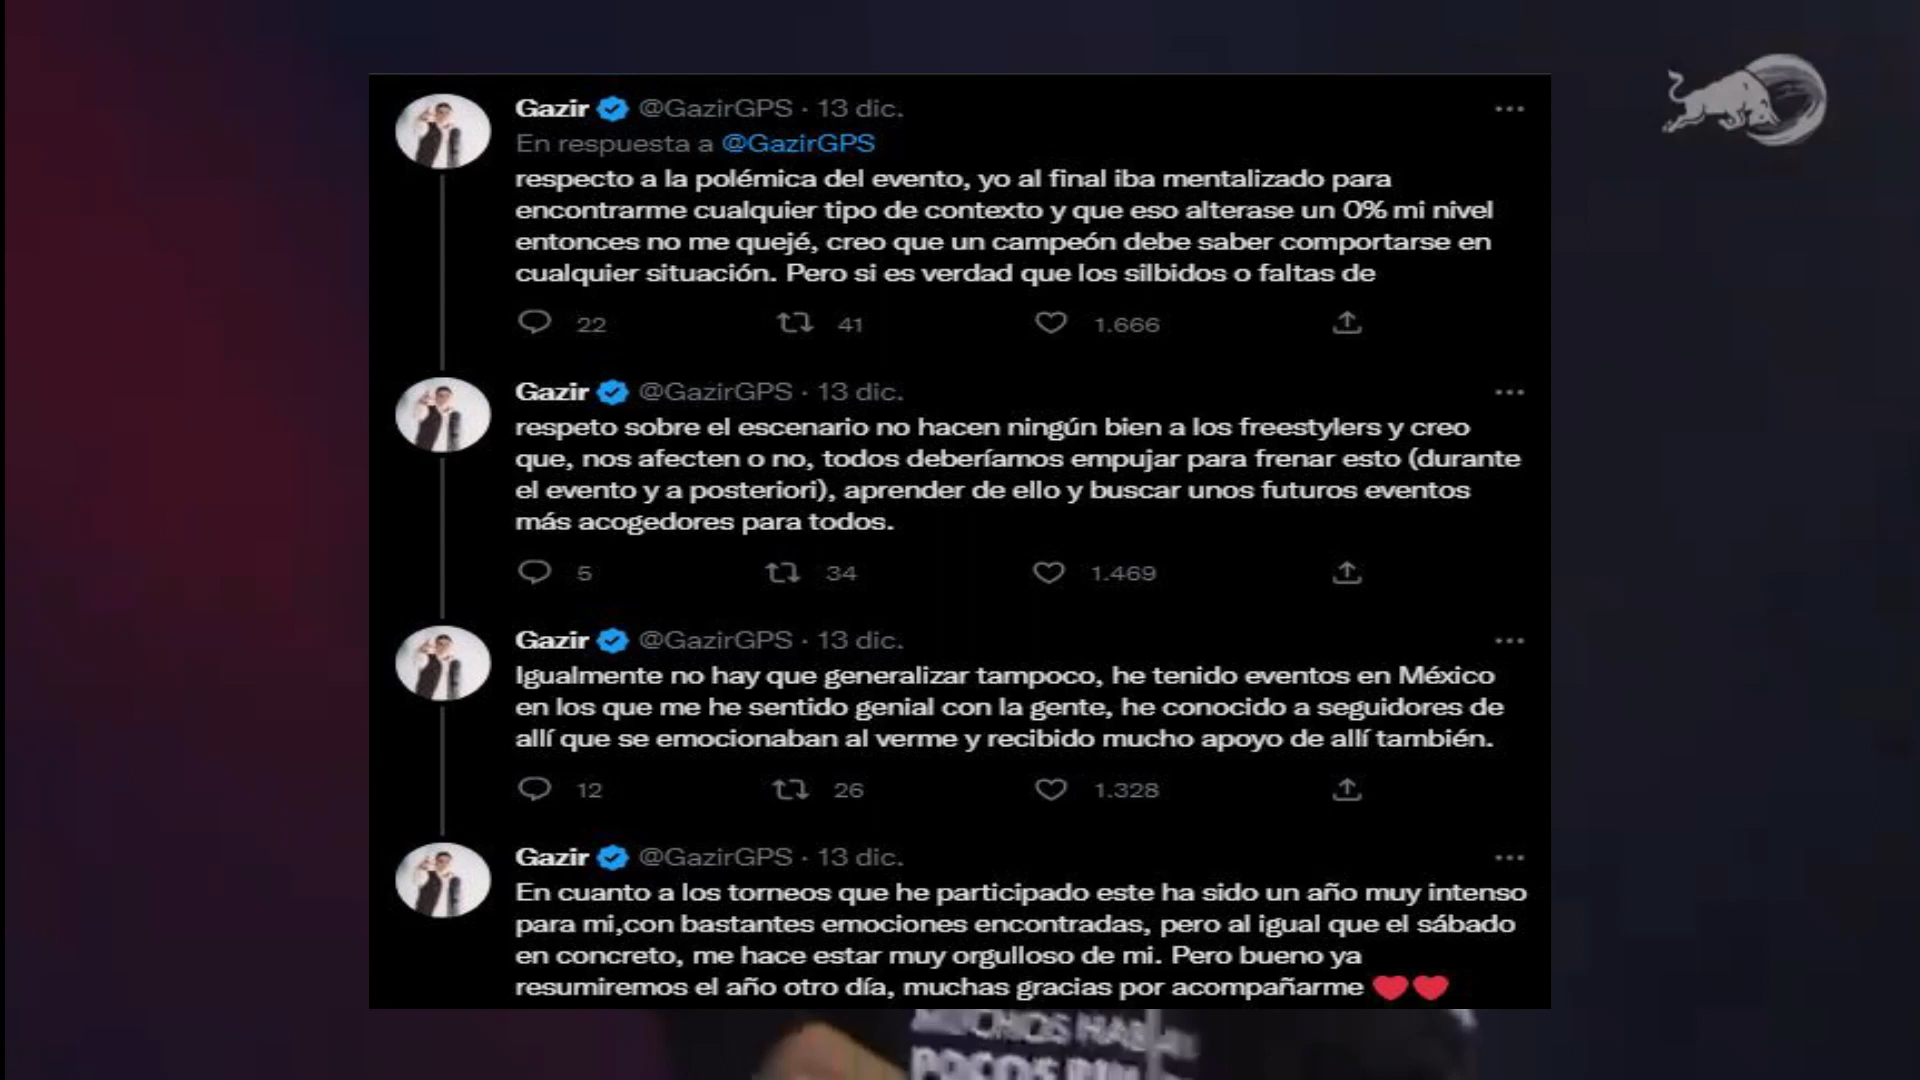 Gazir @GazirGPS · 13 dic.
En respuesta a @GazirGPS
respecto a la polémica del evento, yo al final iba mentalizado para
encontrarme cualquier tipo de contexto y que eso alterase un 0% mi nivel
entonces no me quejé, creo que un campeón debe saber comportarse en
cualquier situación. Pero si es verdad que los silbidos o faltas de
22 41 1.666
Gazir @GazirGPS · 13 dic.
respeto sobre el escenario no hacen ningún bien a los freestylers y creo
que, nos afecten o no, todos deberíamos empujar para frenar esto (durante
el evento y a posteriori), aprender de ello y buscar unos futuros eventos
más acogedores para todos.
5 34 1.469
Gazir @GazirGPS · 13 dic.
Igualmente no hay que generalizar tampoco, he tenido eventos en México
en los que me he sentido genial con la gente, he conocido a seguidores de
allí que se emocionaban al verme y recibido mucho apoyo de allí también.
12 26 1.328
Gazir @GazirGPS · 13 dic.
En cuanto a los torneos que he participado este ha sido un año muy intenso
para mi,con bastantes emociones encontradas, pero al igual que el sábado
en concreto, me hace estar muy orgulloso de mi. Pero bueno ya
resumiremos el año otro día, muchas gracias por acompañarme ❤❤
MUCHOS
POCOS